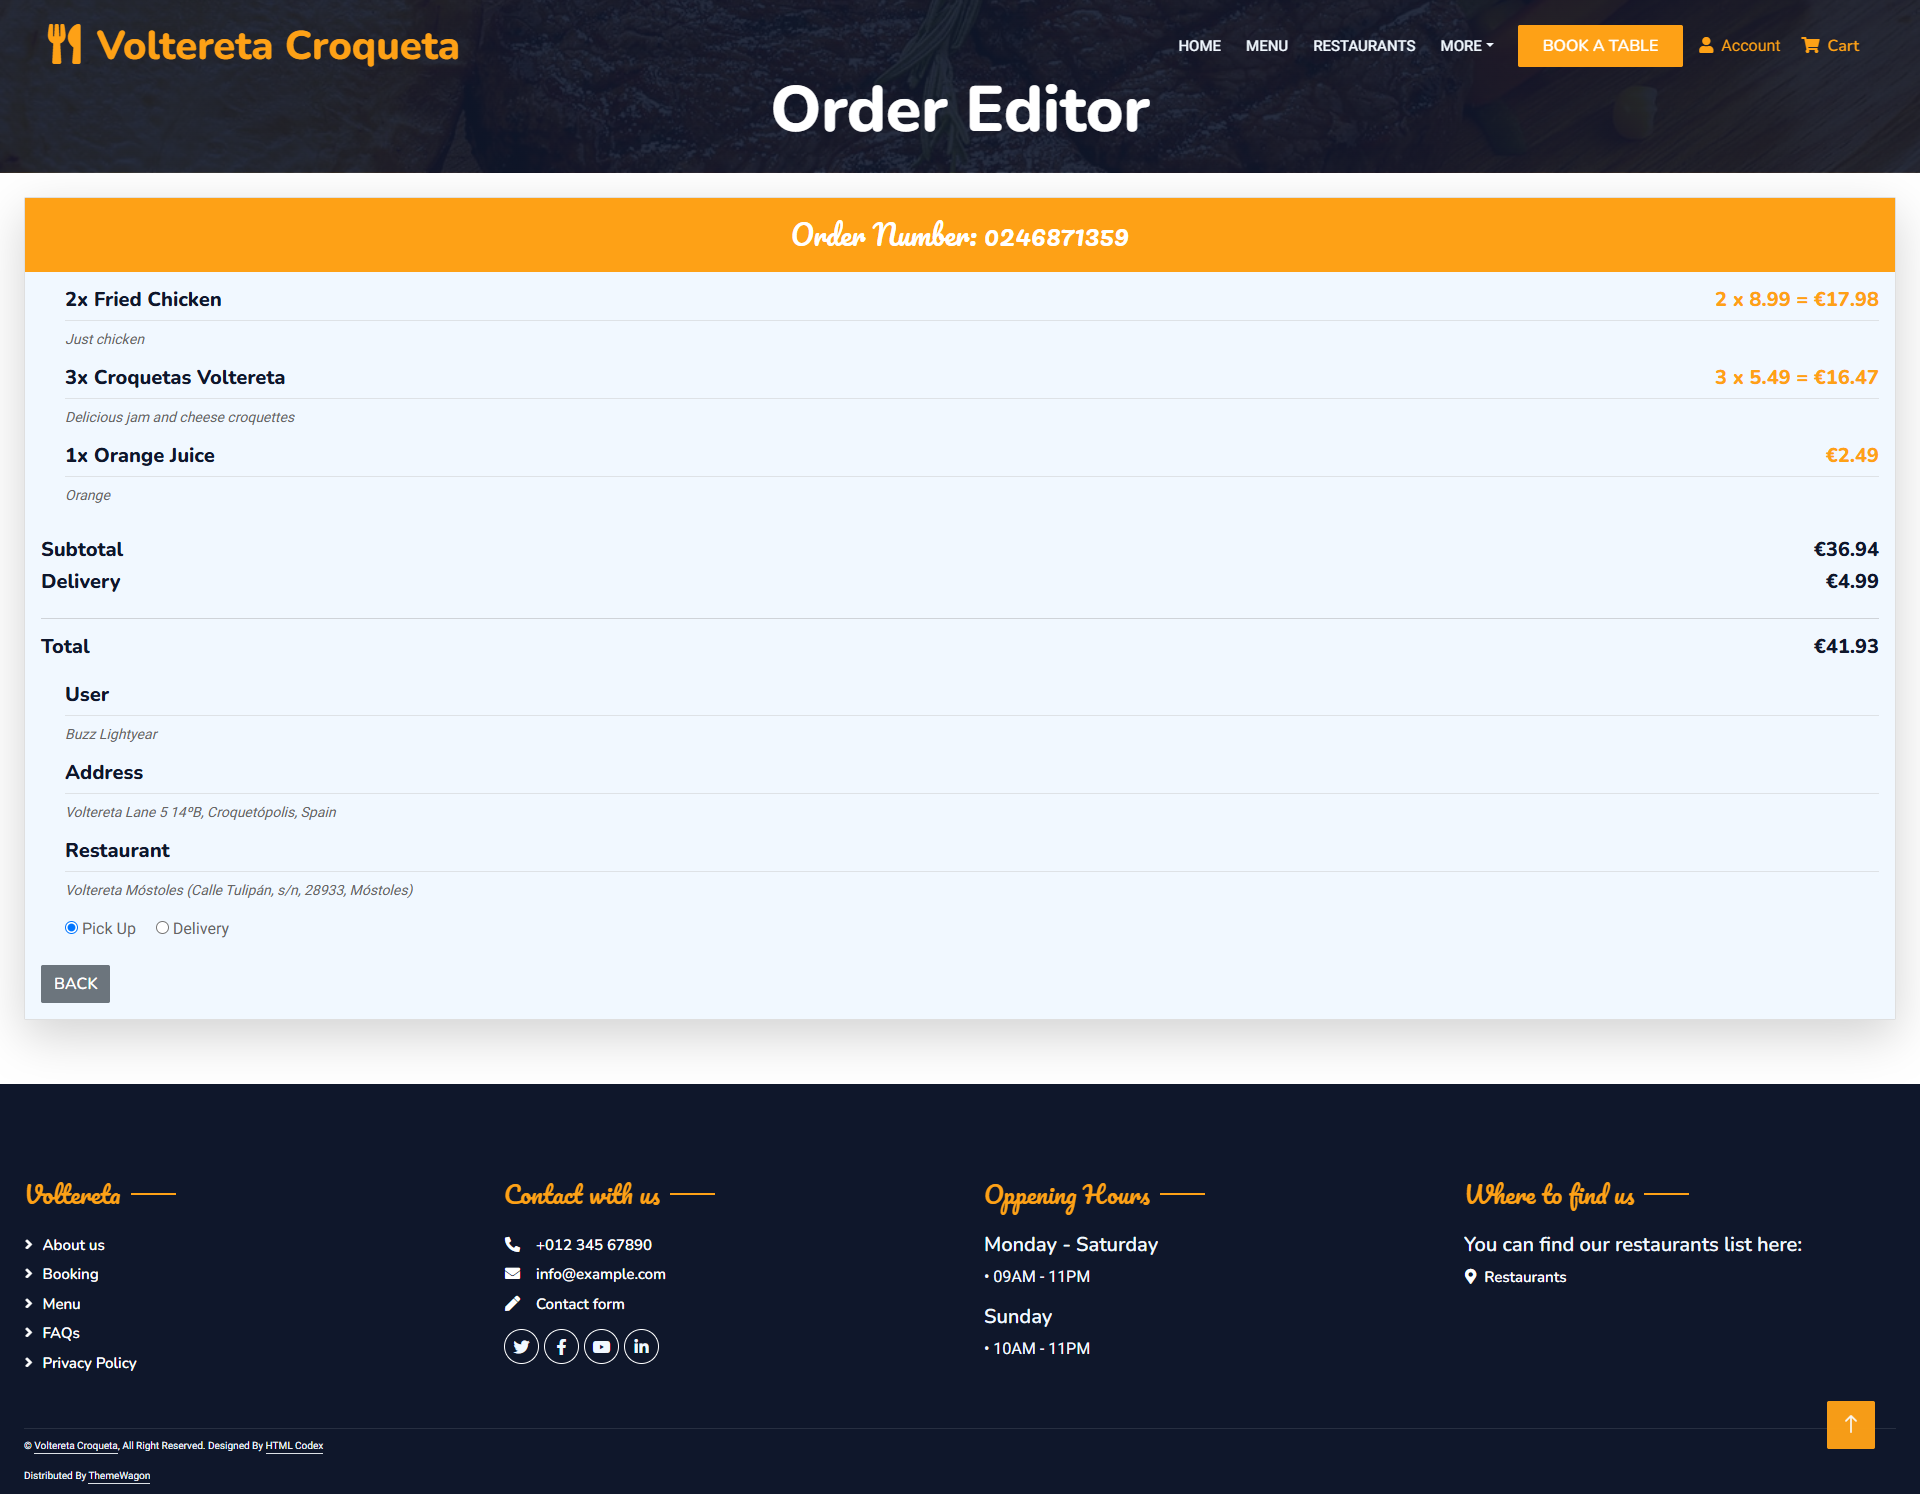 Voltereta Croqueta
HOME MENU RESTAURANTS MORE BOOK A TABLE Account Cart
Order Editor
Order Number: 0246871359
2x Fried Chicken 2 x 8.99 = €17.98
Just chicken
3x Croquetas Voltereta 3 x 5.49 = €16.47
Delicious jam and cheese croquettes
1x Orange Juice €2.49
Orange
Subtotal €36.94
Delivery €4.99
Total €41.93
User
Buzz Lightyear
Address
Voltereta Lane 5 14ºB, Croquetópolis, Spain
Restaurant
Voltereta Móstoles (Calle Tulipán, s/n, 28933, Móstoles)
Pick Up Delivery
BACK
Voltereta
About us
Booking
Menu
FAQs
Privacy Policy
Contact with us
+012 345 67890
info@example.com
Contact form
Oppening Hours
Monday - Saturday
• 09AM - 11PM
Sunday
• 10AM - 11PM
Where to find us
You can find our restaurants list here:
Restaurants
© Voltereta Croqueta, All Right Reserved. Designed By HTML Codex
Distributed By ThemeWagon